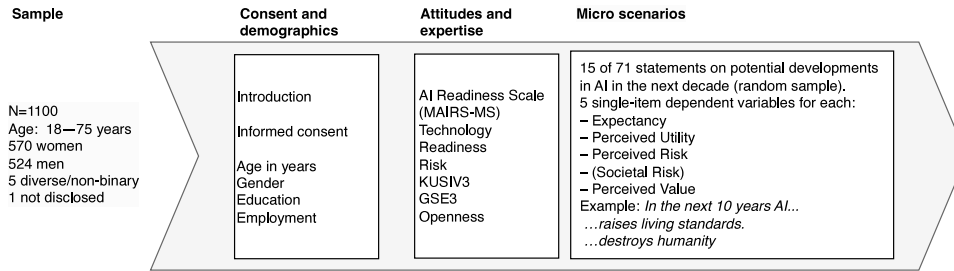 Sample
N=1100
Age: 18—75 years
570 women
524 men
5 diverse/non-binary
1 not disclosed
Consent and
demographics
Introduction
Informed consent
Age in years
Gender
Education
Employment
Attitudes and
expertise
AI Readiness Scale
(MAIRS-MS)
Technology
Readiness
Risk
KUSIV3
GSE3
Openness
Micro scenarios
15 of 71 statements on potential developments
in AI in the next decade (random sample).
5 single-item dependent variables for each:
– Expectancy
– Perceived Utility
– Perceived Risk
– (Societal Risk)
– Perceived Value
Example: In the next 10 years AI...
...raises living standards.
...destroys humanity